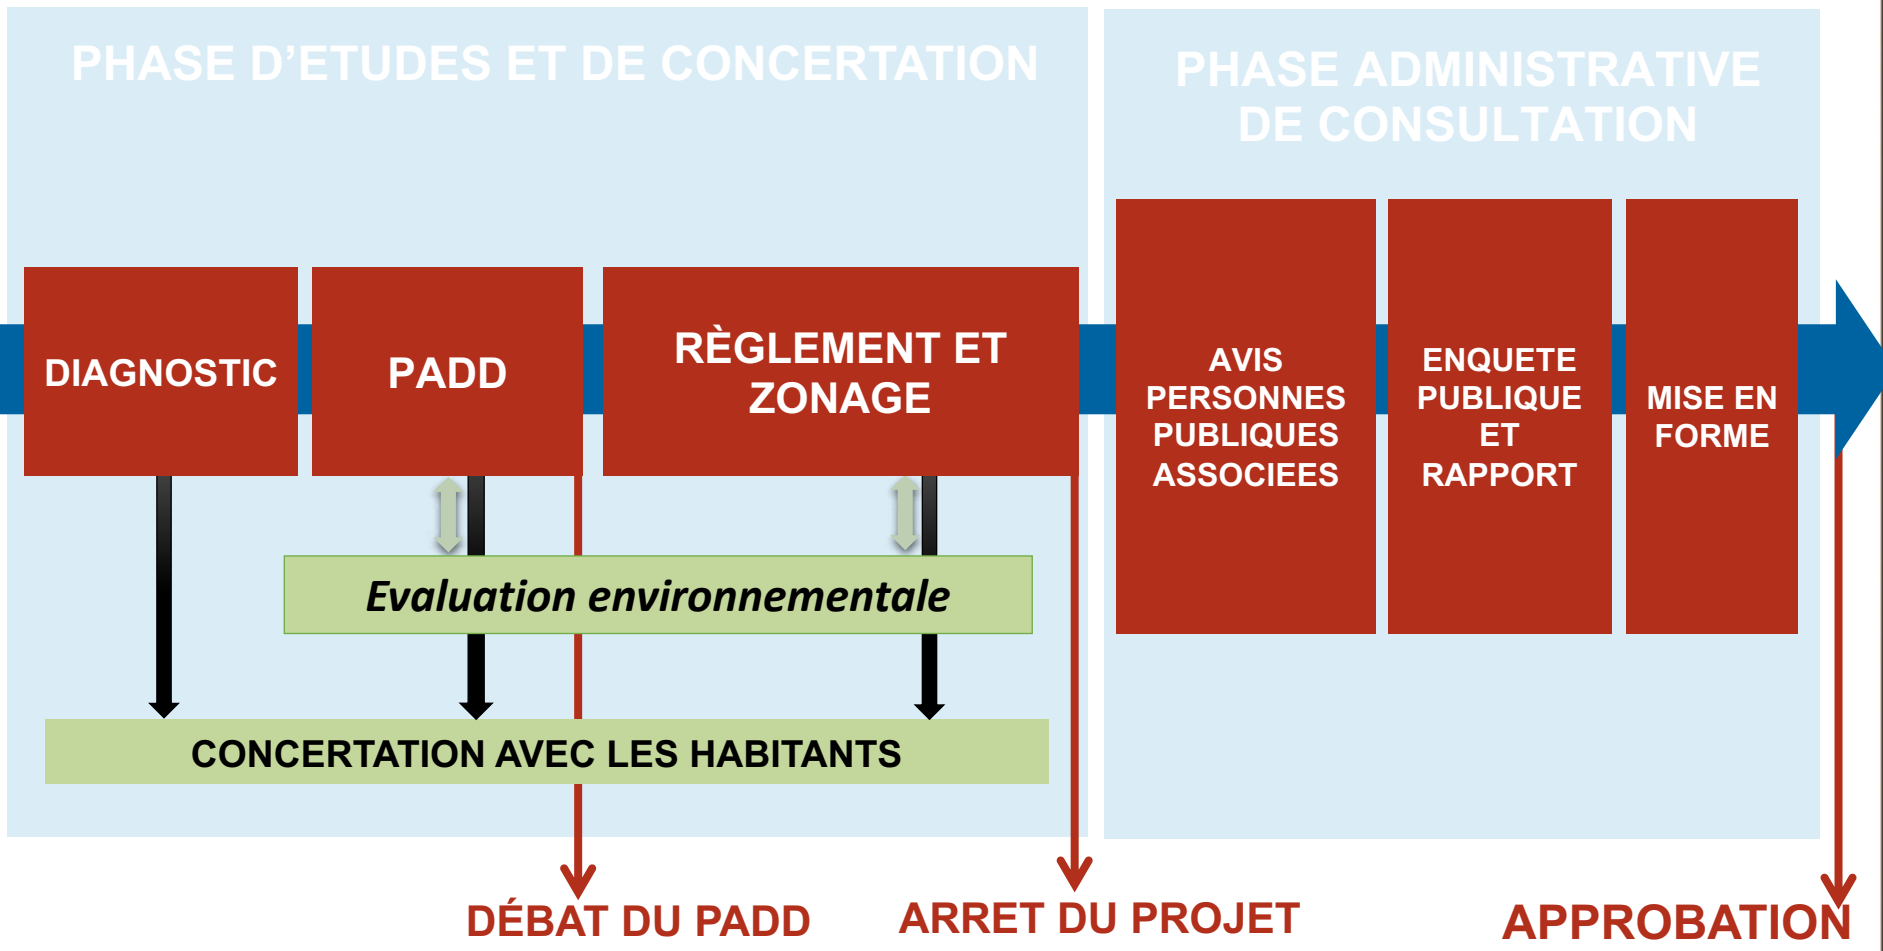 PHASE D’ETUDES ET DE CONCERTATION
PHASE ADMINISTRATIVE
DE CONSULTATION
DIAGNOSTIC
PADD
RÈGLEMENT ET
ZONAGE
AVIS
PERSONNES
PUBLIQUES
ASSOCIEES
ENQUETE
PUBLIQUE
ET
RAPPORT
MISE EN
FORME
Evaluation environnementale
CONCERTATION AVEC LES HABITANTS
DÉBAT DU PADD
ARRET DU PROJET
APPROBATION